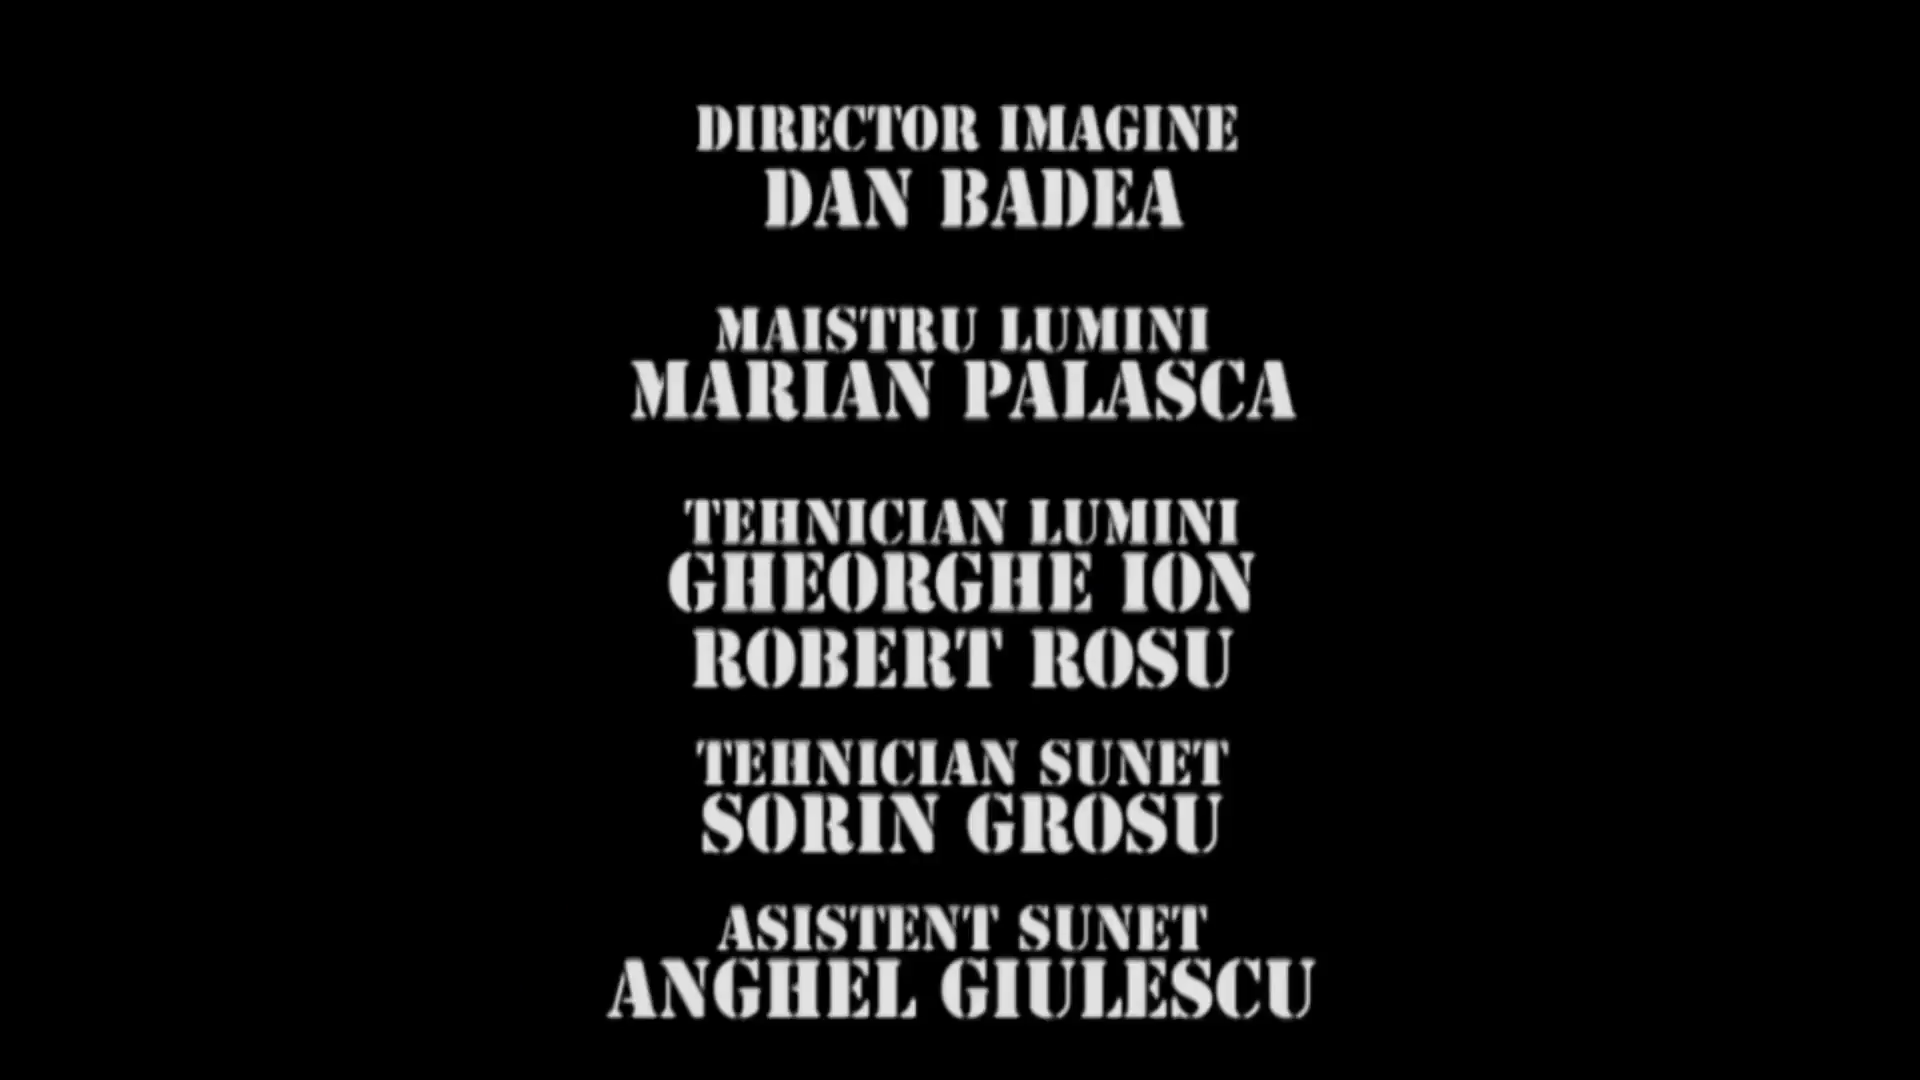 DIRECTOR IMAGINE
DAN BADEA
MAISTRU LUMINI
MARIAN PALASCA
TEHNICIAN LUMINI
GHEORGHE ION
ROBERT ROSU
TEHNICIAN SUNET
SORIN GROSU
ASISTENT SUNET
ANGHEL GIULESCU